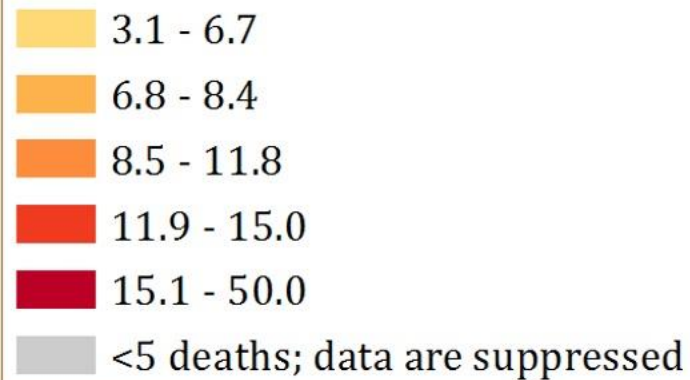 3.1 - 6.7
6.8 - 8.4
8.5 - 11.8
11.9 - 15.0
15.1 - 50.0
<5 deaths; data are suppressed